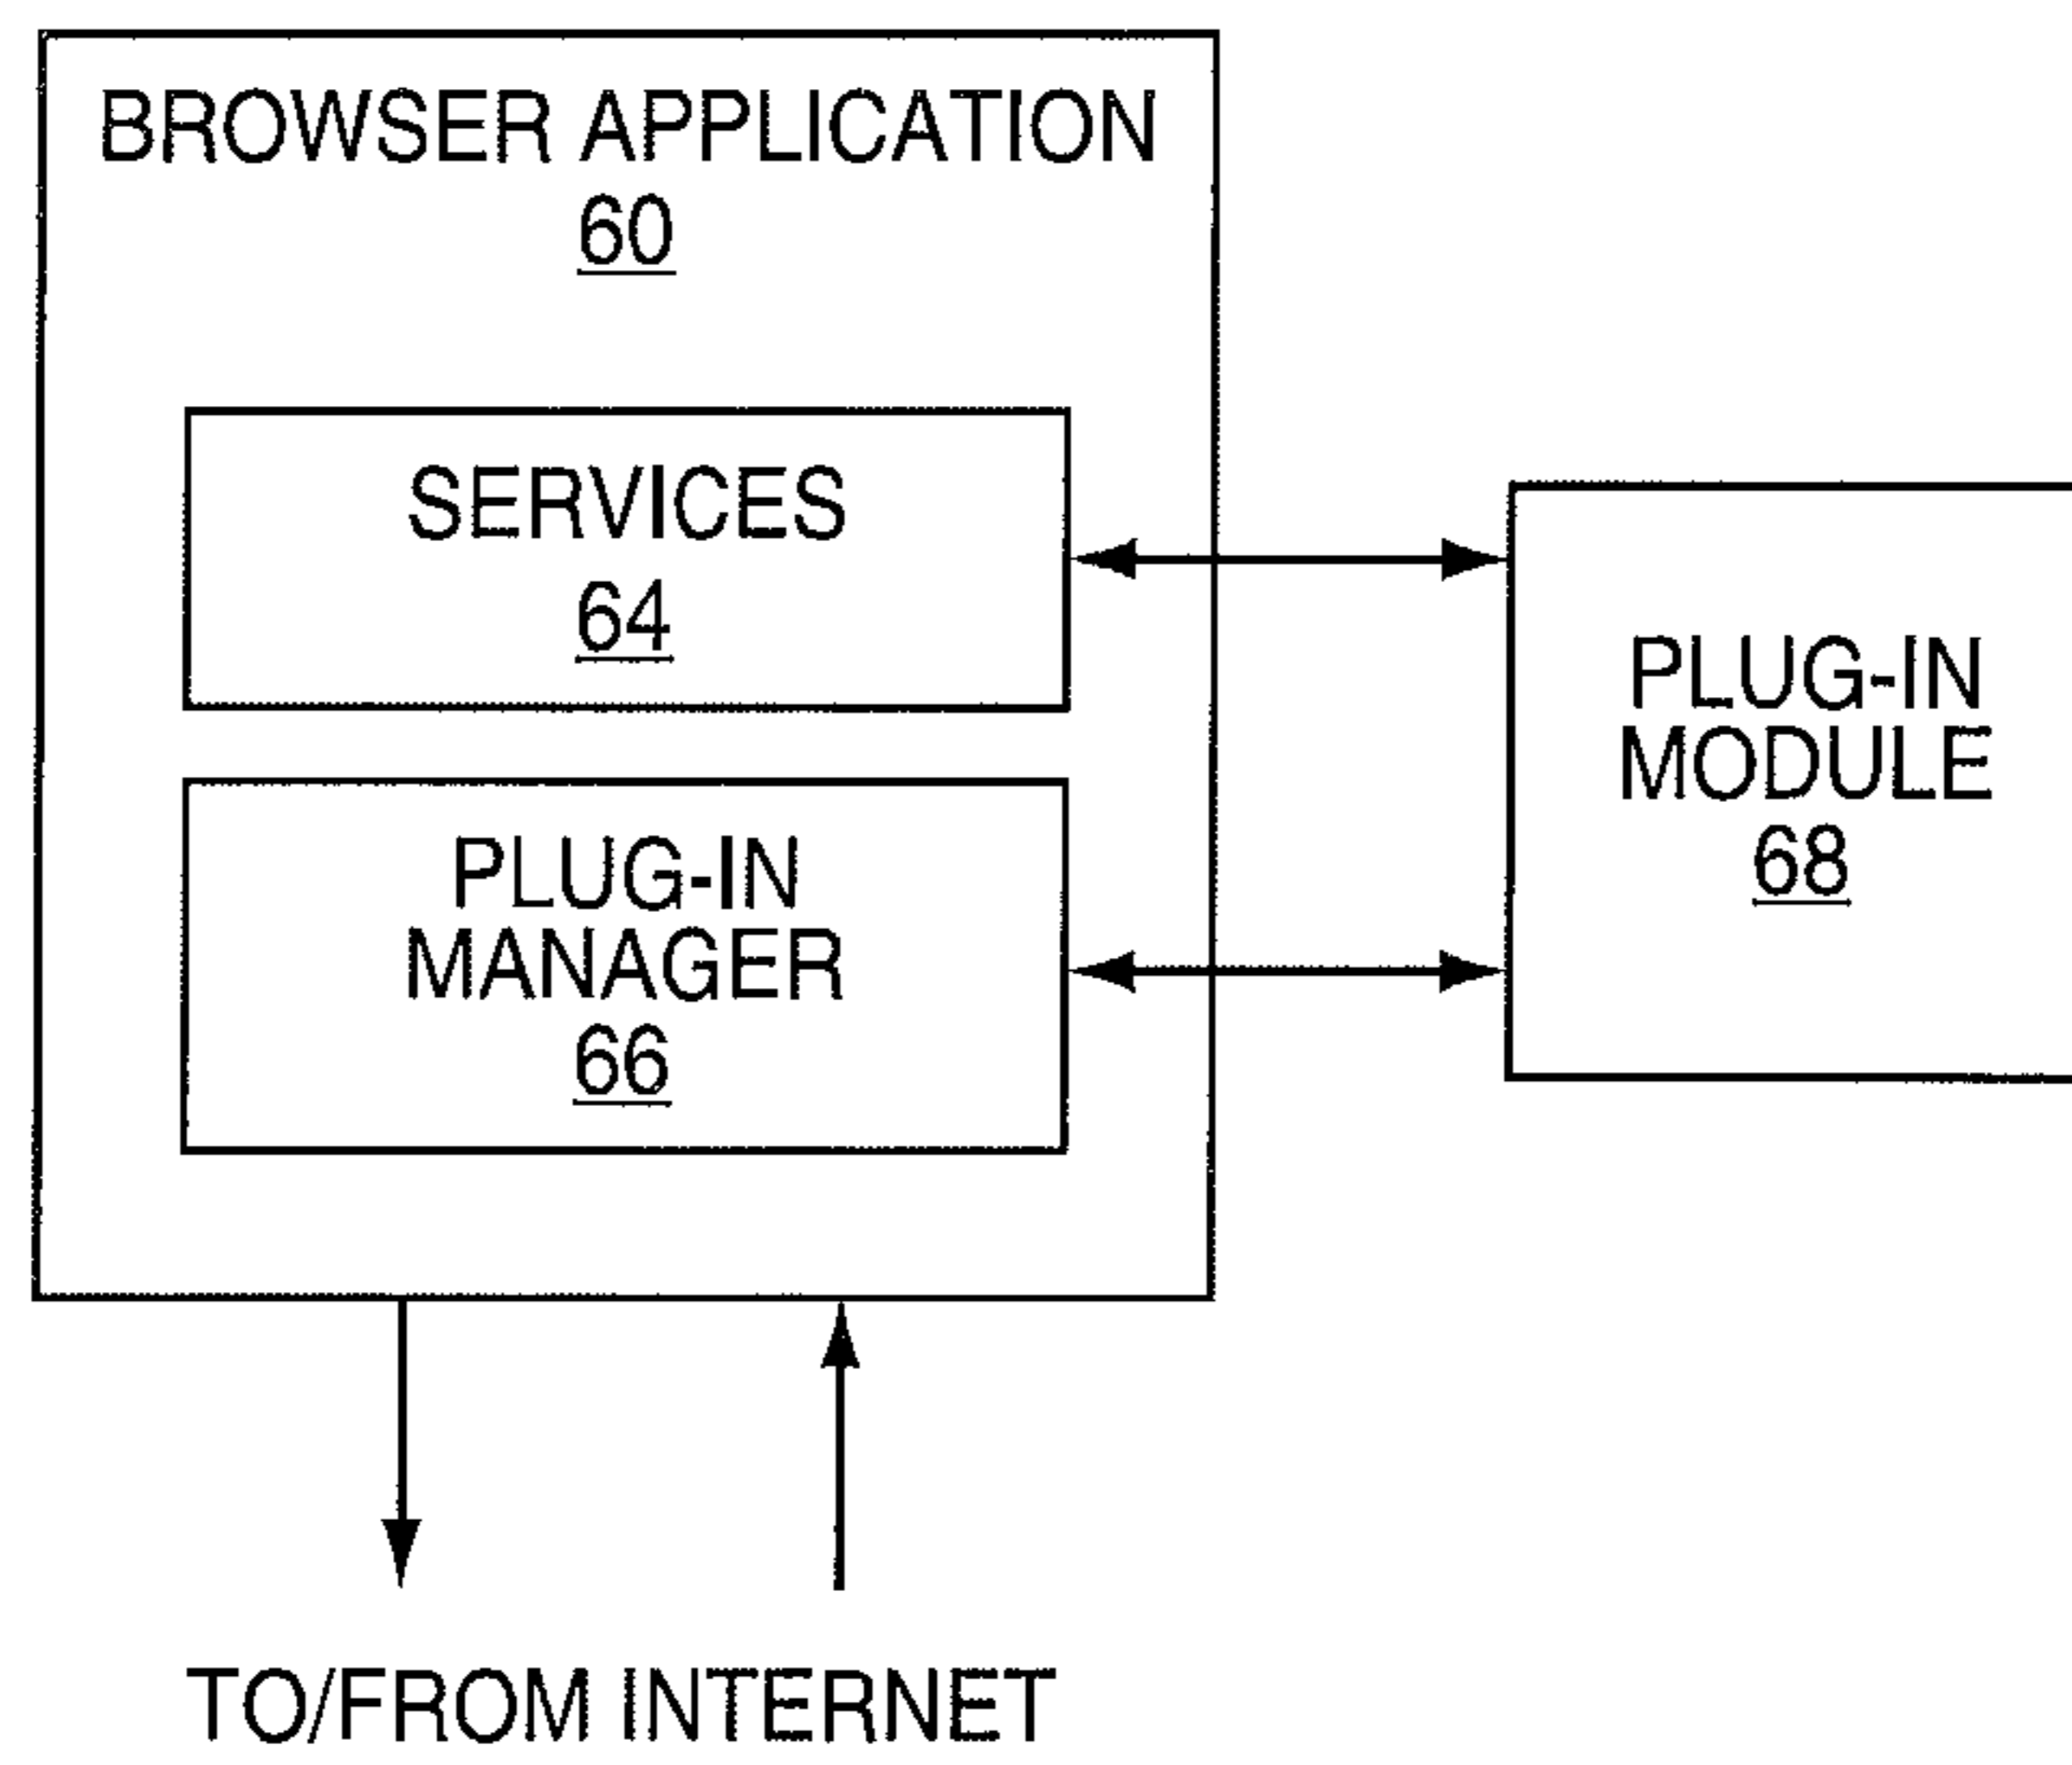 BROWSER APPLICATION
60
SERVICES
64
PLUG-IN
MANAGER
66
PLUG-IN
MODULE
68
TO/FROM INTERNET